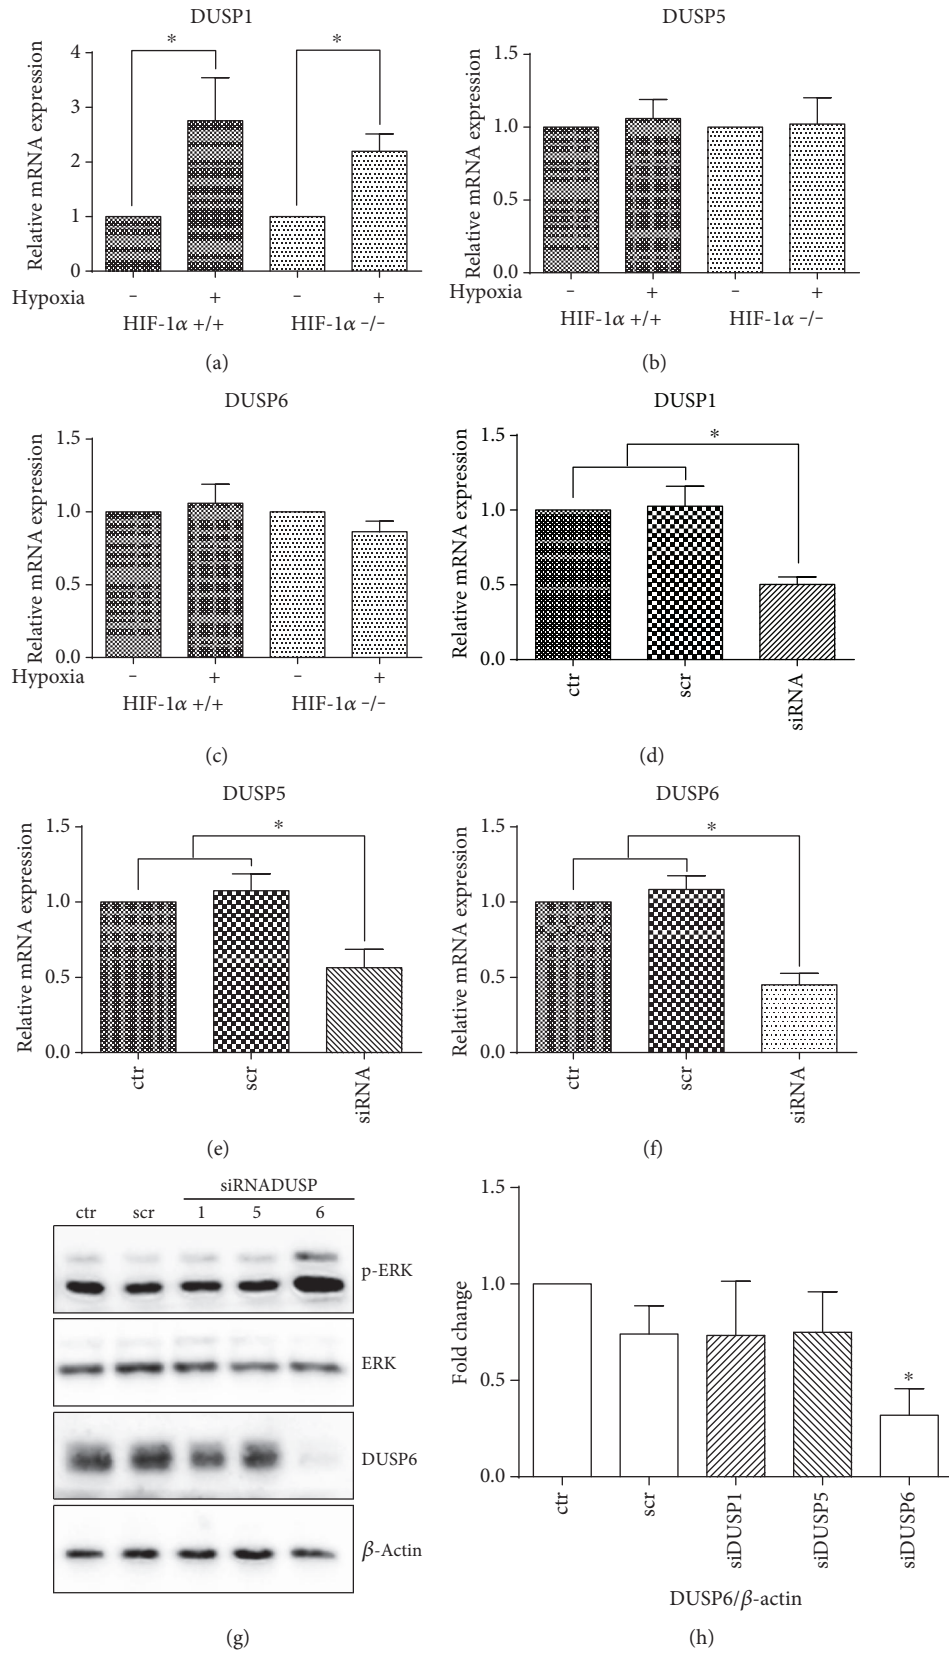 DUSP1
Relative mRNA expression
4
3
2
1
0
*
*
Hypoxia - + - +
HIF-1α +/+ HIF-1α -/-
(a)
DUSP5
Relative mRNA expression
1.5
1.0
0.5
0.0
Hypoxia - + - +
HIF-1α +/+ HIF-1α -/-
(b)
DUSP6
Relative mRNA expression
1.5
1.0
0.5
0.0
Hypoxia - + - +
HIF-1α +/+ HIF-1α -/-
(c)
DUSP1
Relative mRNA expression
1.5
1.0
0.5
0.0
*
ctr scr siRNA
(d)
DUSP5
Relative mRNA expression
1.5
1.0
0.5
0.0
*
ctr scr siRNA
(e)
DUSP6
Relative mRNA expression
1.5
1.0
0.5
0.0
*
ctr scr siRNA
(f)
siRNADUSP
ctr scr 1 5 6
p-ERK
ERK
DUSP6
β-Actin
(g)
Fold change
1.5
1.0
0.5
0.0
*
ctr scr siDUSP1 siDUSP5 siDUSP6
DUSP6/β-actin
(h)